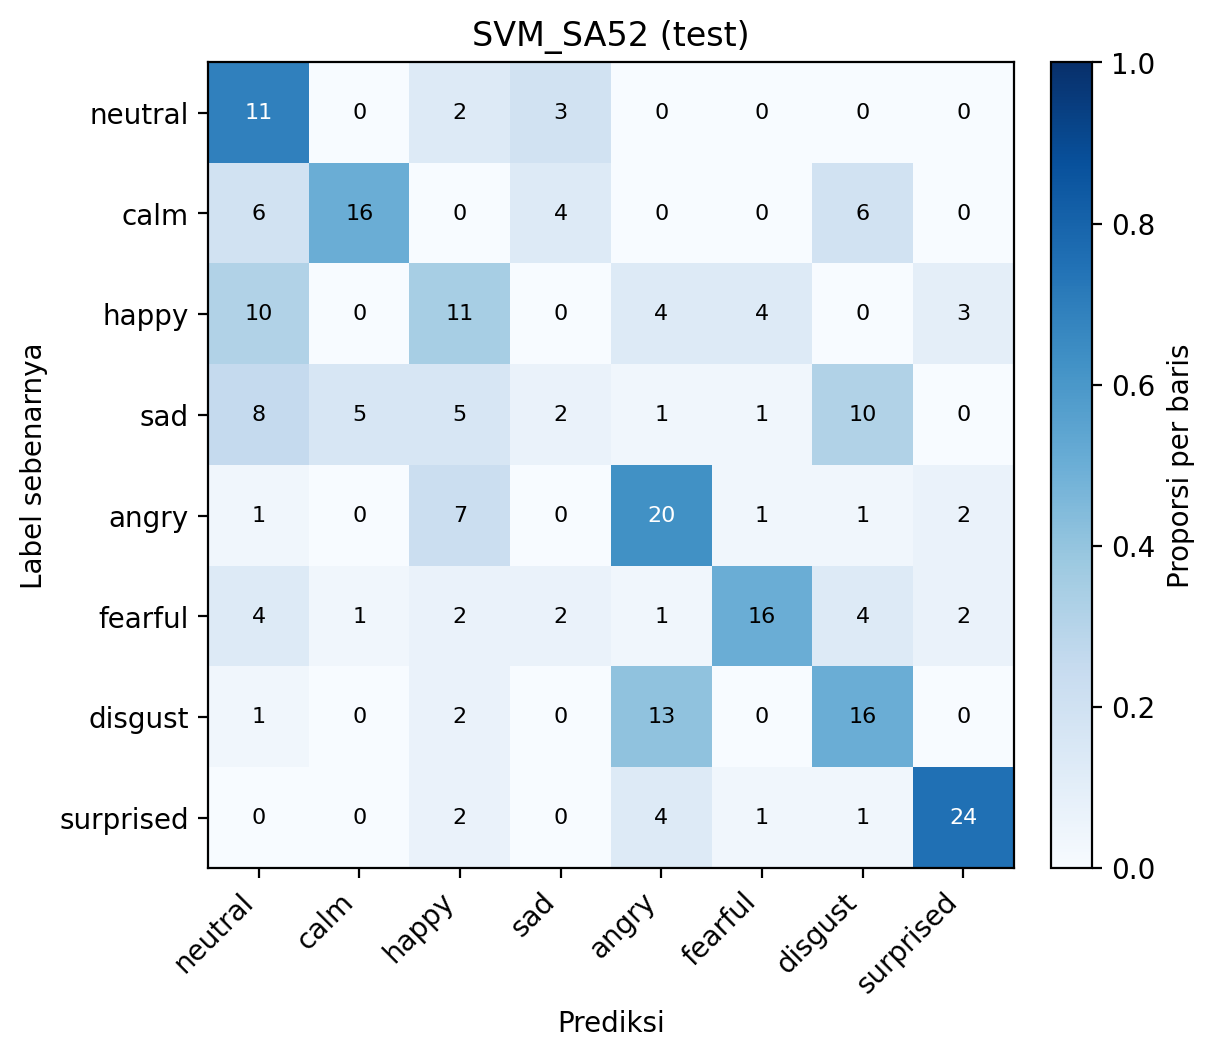 SVM_SA52 (test)
neutral 11 0 2 3 0 0 0 0
calm 6 16 0 4 0 0 6 0
happy 10 0 11 0 4 4 0 3
sad 8 5 5 2 1 1 10 0
angry 1 0 7 0 20 1 1 2
fearful 4 1 2 2 1 16 4 2
disgust 1 0 2 0 13 0 16 0
surprised 0 0 2 0 4 1 1 24
neutral calm happy sad angry fearful disgust surprised
Prediksi
Label sebenarnya
1.0
0.8
0.6
0.4
0.2
0.0
Proporsi per baris